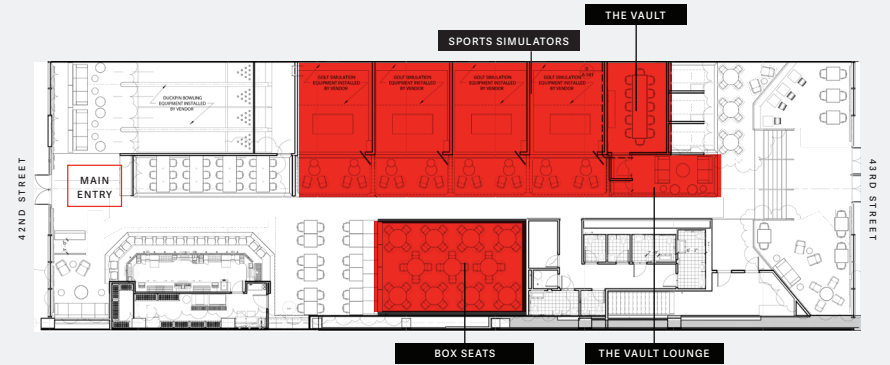 THE VAULT
SPORTS SIMULATORS
GOLF SIMULATION
EQUIPMENT INSTALLED
BY VENDOR
GOLF SIMULATION
EQUIPMENT INSTALLED
BY VENDOR
GOLF SIMULATION
EQUIPMENT INSTALLED
BY VENDOR
GOLF SIMULATION
EQUIPMENT INSTALLED
BY VENDOR
DUCKPIN BOWLING
EQUIPMENT INSTALLED
BY VENDOR
42ND STREET
MAIN
ENTRY
43RD STREET
BOX SEATS
THE VAULT LOUNGE